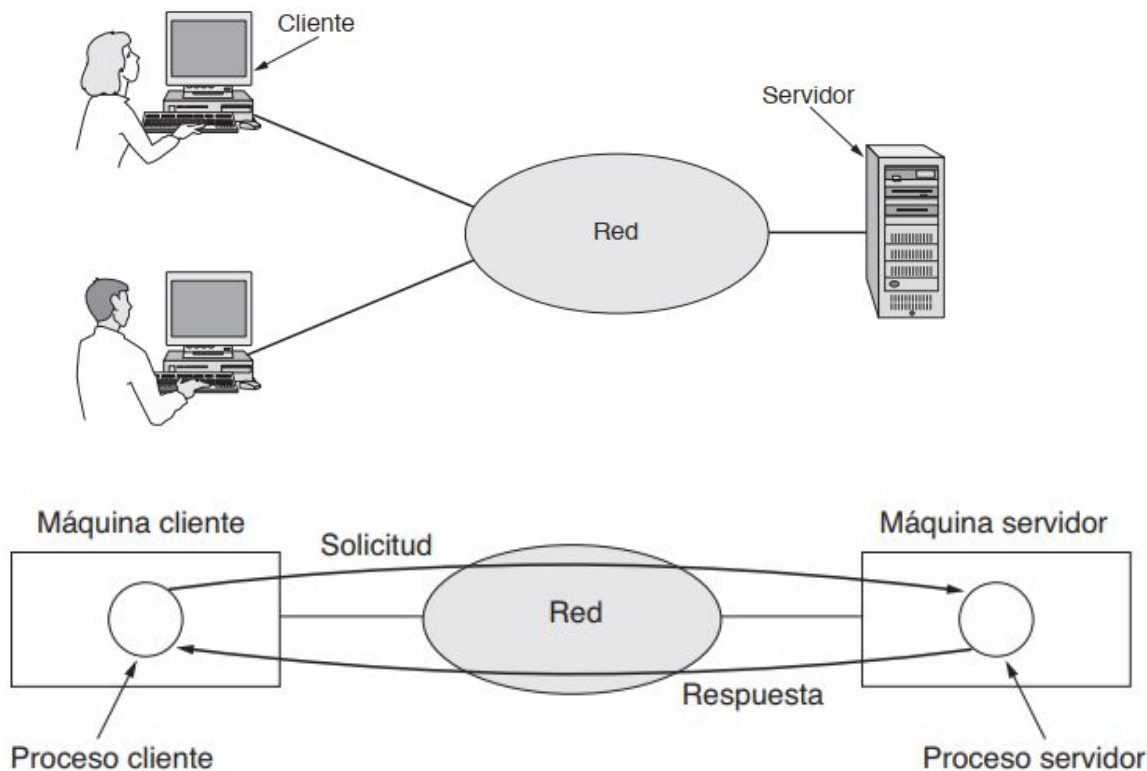 Cliente
Servidor
Red
Máquina cliente
Máquina servidor
Solicitud
Red
Respuesta
Proceso cliente
Proceso servidor